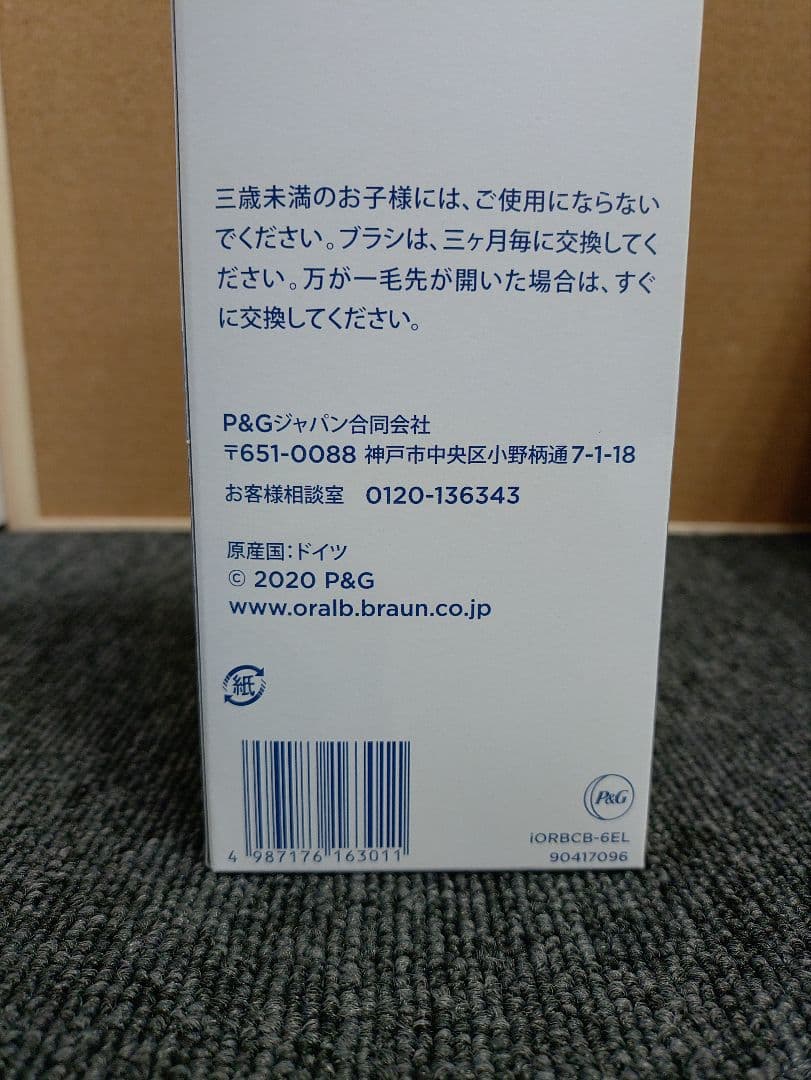 三歳未満のお子様には、ご使用にならない
でください。ブラシは、三ヶ月毎に交換してく
ださい。万が一毛先が開いた場合は、すぐ
に交換してください。
P&Gジャパン合同会社
〒651-0088 神戸市中央区小野柄通7-1-18
お客様相談室 0120-136343
原産国：ドイツ
© 2020 P&G
www.oralb.braun.co.jp
紙
P&G
iORBCB-6EL
90417096
4 987176 163011